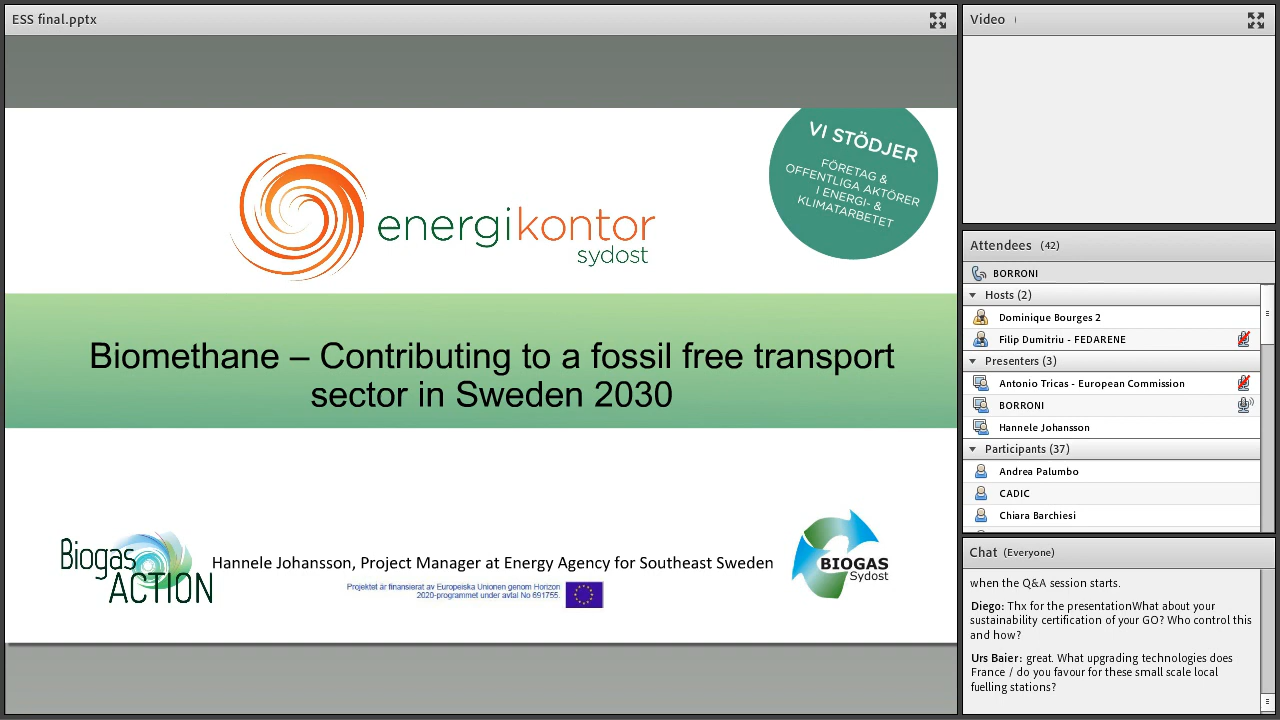 ESS final.pptx
VI STÖDJER
FÖRETAG &
OFFENTLIGA AKTÖRER
I ENERGI- &
KLIMATARBETET
energikontor
sydost
Biomethane – Contributing to a fossil free transport
sector in Sweden 2030
Biogas
ACTION
Hannele Johansson, Project Manager at Energy Agency for Southeast Sweden
Projektet är finansierat av Europeiska Unionen genom Horizon
2020-programmet under avtal No 691755.
BIOGAS
Sydost
Video
Attendees (42)
BORRONI
Hosts (2)
Dominique Bourges 2
Filip Dumitriu - FEDARENE
Presenters (3)
Antonio Tricas - European Commission
BORRONI
Hannele Johansson
Participants (37)
Andrea Palumbo
CADIC
Chiara Barchiesi
Chat (Everyone)
when the Q&A session starts.
Diego: Thx for the presentationWhat about your
sustainability certification of your GO? Who control this
and how?
Urs Baier: great. What upgrading technologies does
France / do you favour for these small scale local
fuelling stations?